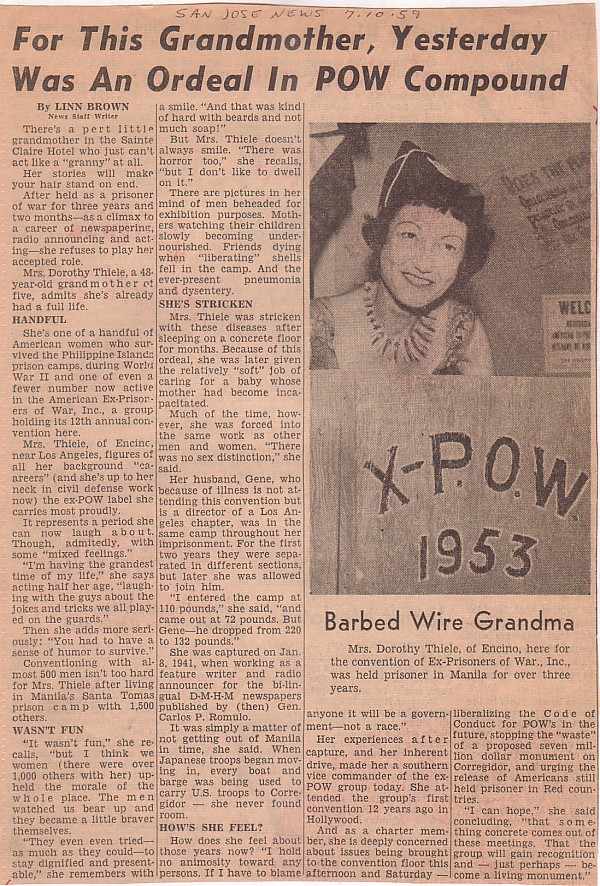 SAN JOSE NEWS 7.10.59
For This Grandmother, Yesterday
Was An Ordeal In POW Compound
By LINN BROWN
News Staff Writer
There's a pert little
grandmother in the Sainte
Claire Hotel who just can't
act like a "granny" at all.
Her stories will make
your hair stand on end.
After held as a prisoner
of war for three years and
two months—as a climax to
a career of newspapering,
radio announcing and act-
ing—she refuses to play her
accepted role.
Mrs. Dorothy Thiele, a 48-
year-old grandmother of
five, admits she's already
had a full life.
HANDFUL
She's one of a handful of
American women who sur-
vived the Philippine Islands
prison camps, during World
War II and one of even a
fewer number now active
in the American Ex-Prison-
ers of War, Inc., a group
holding its 12th annual con-
vention here.
Mrs. Thiele, of Encino,
near Los Angeles, figures of
all her background "ca-
reers" (and she's up to her
neck in civil defense work
now) the ex-POW label she
carries most proudly.
It represents a period she
can now laugh about.
Though, admitedly, with
some "mixed feelings."
"I'm having the grandest
time of my life," she says
acting half her age, "laugh-
ing with the guys about the
jokes and tricks we all play-
ed on the guards."
Then she adds more seri-
ously: "You had to have a
sense of humor to survive."
Conventioning with al-
most 500 men isn't too hard
for Mrs. Thiele after living
in Manila's Santa Tomas
prison camp with 1,500
others.
WASN'T FUN
"It wasn't fun," she re-
calls, "but I think we
women (there were over
1,000 others with her) up-
held the morale of the
whole place. The men
watched us bear up and
they became a little braver
themselves.
"They even even tried—
as much as they could—to
stay dignified and present-
able," she remembers with
a smile. "And that was kind
of hard with beards and not
much soap!"
But Mrs. Thiele doesn't
always smile. "There was
horror too," she recalls,
"but I don't like to dwell
on it."
There are pictures in her
mind of men beheaded for
exhibition purposes. Moth-
ers watching their children
slowly becoming under-
nourished. Friends dying
when "liberating" shells
fell in the camp. And the
ever-present pneumonia
and dysentery.
SHE'S STRICKEN
Mrs. Thiele was stricken
with these diseases after
sleeping on a concrete floor
for months. Because of this
ordeal, she was later given
the relatively "soft" job of
caring for a baby whose
mother had become inca-
pacitated.
Much of the time, how-
ever, she was forced into
the same work as other
men and women. "There
was no sex distinction," she
said.
Her husband, Gene, who
because of illness is not at-
tending this convention but
is a director of a Los An-
geles chapter, was in the
same camp throughout her
imprisonment. For the first
two years they were sepa-
rated in different sections,
but later she was allowed
to join him.
"I entered the camp at
110 pounds," she said, "and
came out at 72 pounds. But
Gene—he dropped from 220
to 132 pounds."
She was captured on Jan.
8, 1941, when working as a
feature writer and radio
announcer for the bi-lin-
gual D-M-H-M newspapers
published by (then) Gen.
Carlos P. Romulo.
It was simply a matter of
not getting out of Manila
in time, she said. When
Japanese troops began mov-
ing in, every boat and
barge was being used to
carry U.S. troops to Corre-
gidor — she never found
room.
HOW'S SHE FEEL?
How does she feel about
those years now? "I hold
no animosity toward any
persons. If I have to blame
WELC
X-P.O.W.
1953
Barbed Wire Grandma
Mrs. Dorothy Thiele, of Encino, here for
the convention of Ex-Prisoners of War., Inc.,
was held prisoner in Manila for over three
years.
anyone it will be a govern-
ment—not a race."
Her experiences after
capture, and her inherent
drive, made her a southern
vice commander of the ex-
POW group today. She at-
tended the group's first
convention 12 years ago in
Hollywood.
And as a charter mem-
ber, she is deeply concerned
about issues being brought
to the convention floor this
afternoon and Saturday —
liberalizing the Code of
Conduct for POW's in the
future, stopping the "waste"
of a proposed seven mil-
lion dollar monument on
Corregidor, and urging the
release of Americans still
held prisoner in Red coun-
tries.
"I can hope," she said
concluding, "that some-
thing concrete comes out of
these meetings. That the
group will gain recognition
and — just perhaps — be-
come a living monument."